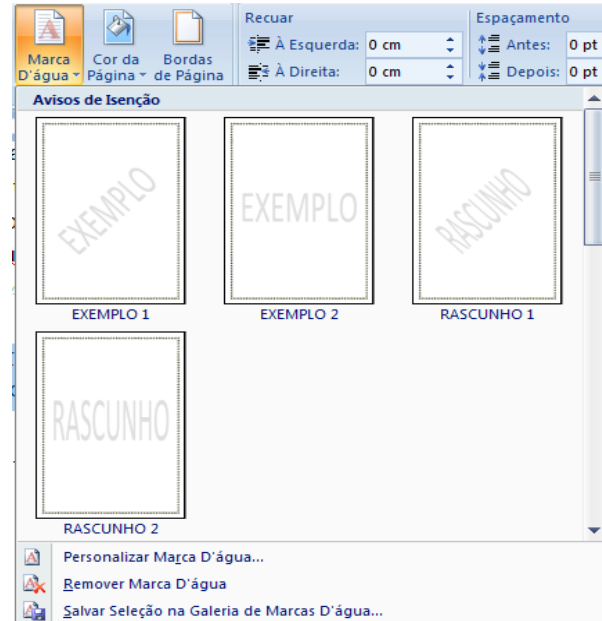 Marca D'água
Cor da Página
Bordas de Página
Recuar
À Esquerda: 0 cm
À Direita: 0 cm
Espaçamento
Antes: 0 pt
Depois: 0 pt
Avisos de Isenção
EXEMPLO
EXEMPLO
RASCUNHO
EXEMPLO 1
EXEMPLO 2
RASCUNHO 1
RASCUNHO
RASCUNHO 2
Personalizar Marca D'água...
Remover Marca D'água
Salvar Seleção na Galeria de Marcas D'água...